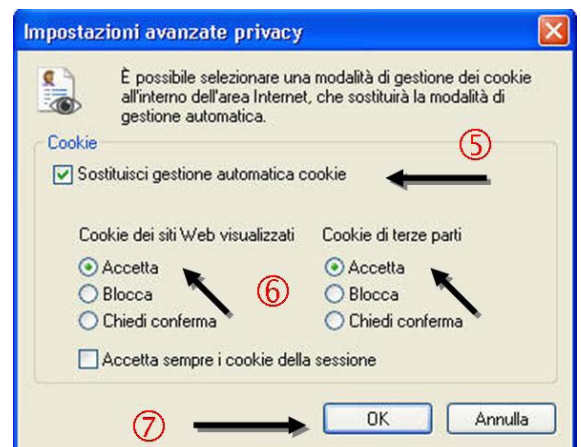 Impostazioni avanzate privacy
È possibile selezionare una modalità di gestione dei cookie
all'interno dell'area Internet, che sostituirà la modalità di
gestione automatica.
Cookie
⑤
Sostituisci gestione automatica cookie
Cookie dei siti Web visualizzati
Cookie di terze parti
Accetta
Accetta
Blocca
⑥
Blocca
Chiedi conferma
Chiedi conferma
Accetta sempre i cookie della sessione
⑦
OK
Annulla